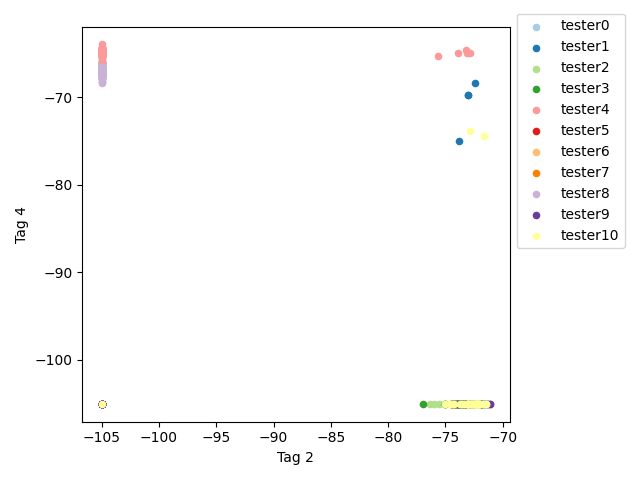 tester0
tester1
tester2
tester3
tester4
tester5
tester6
tester7
tester8
tester9
tester10
Tag 4
−70
−80
−90
−100
−105
−100
−95
−90
−85
−80
−75
−70
Tag 2